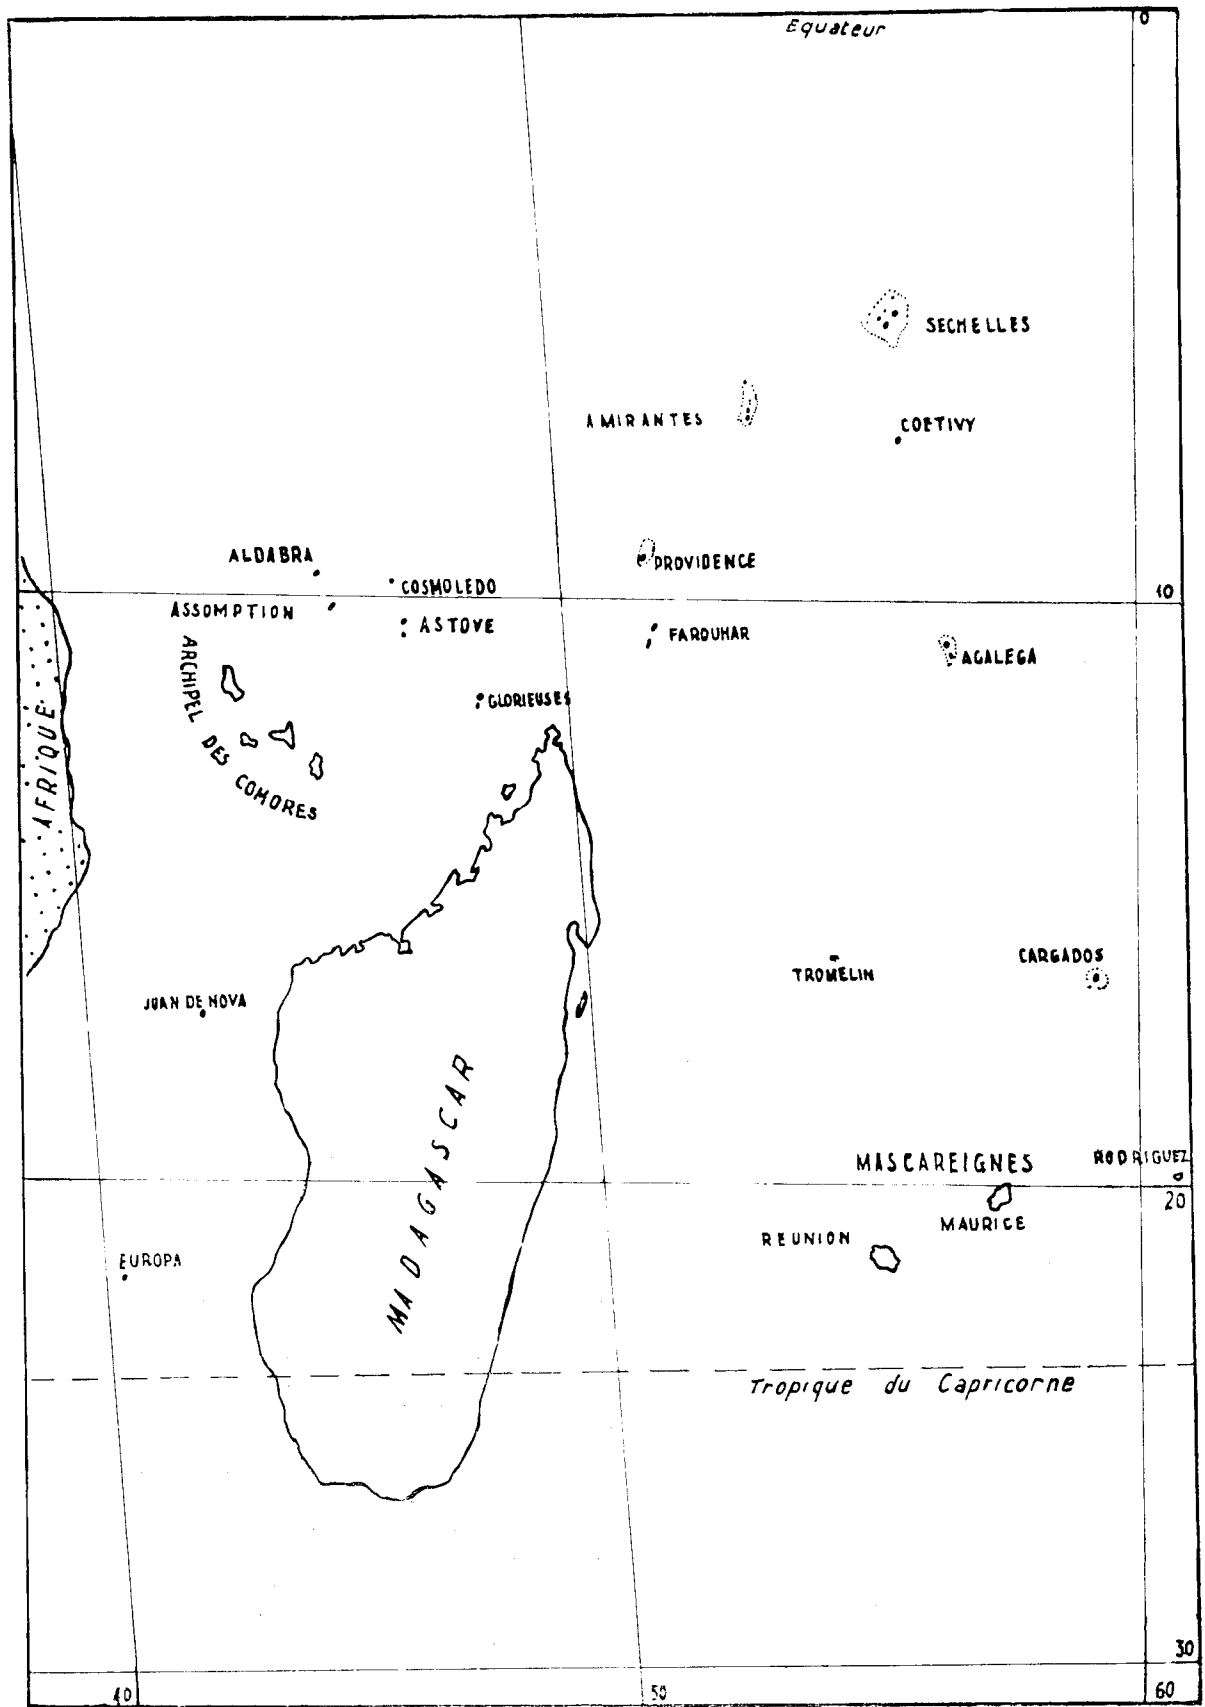 0
Equateur
SECHELLES
AMIRANTES
COETIVY
ALDABRA
PROVIDENCE
COSMOLEDO
ASSOMPTION
10
ASTOVE
FARQUHAR
AGALEGA
ARCHIPEL DES COMORES
GLORIEUSES
AFRIQUE
CARGADOS
TROMELIN
JUAN DE NOVA
MADAGASCAR
MASCAREIGNES
RODRIGUEZ
20
MAURICE
REUNION
EUROPA
Tropique du Capricorne
30
40
50
60